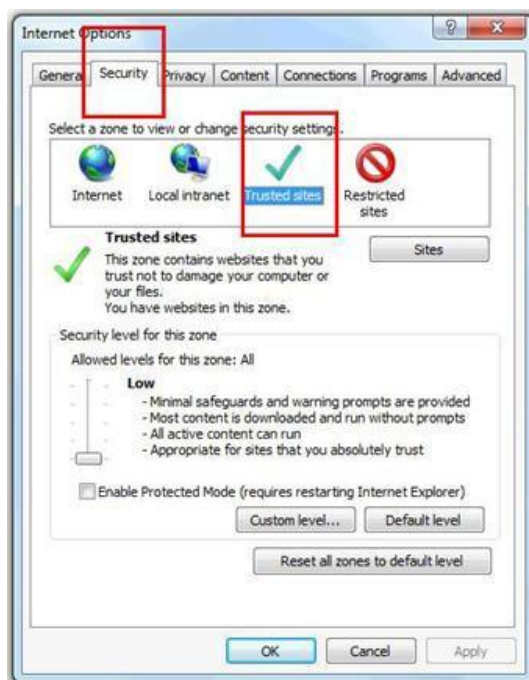 Internet Options
General Security Privacy Content Connections Programs Advanced
Select a zone to view or change security settings.
Internet Local intranet Trusted sites Restricted sites
Trusted sites
This zone contains websites that you
trust not to damage your computer or
your files.
You have websites in this zone.
Sites
Security level for this zone
Allowed levels for this zone: All
Low
- Minimal safeguards and warning prompts are provided
- Most content is downloaded and run without prompts
- All active content can run
- Appropriate for sites that you absolutely trust
Enable Protected Mode (requires restarting Internet Explorer)
Custom level... Default level
Reset all zones to default level
OK Cancel Apply